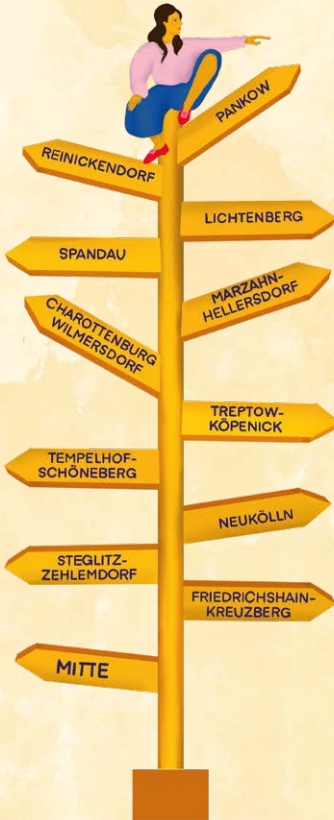 PANKOW
REINICKENDORF
LICHTENBERG
SPANDAU
MARZAHN-
HELLERSDORF
CHAROTTENBURG
WILMERSDORF
TREPTOW-
KÖPENICK
TEMPELHOF-
SCHÖNEBERG
NEUKÖLLN
STEGLITZ-
ZEHLEMDORF
FRIEDRICHSHAIN-
KREUZBERG
MITTE